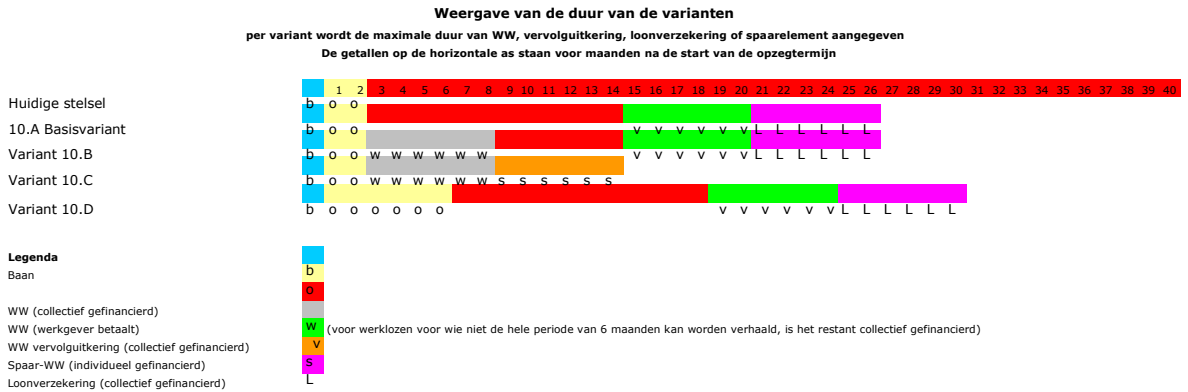 Weergave van de duur van de varianten
per variant wordt de maximale duur van WW, vervolguitkering, loonverzekering of spaarelement aangegeven
De getallen op de horizontale as staan voor maanden na de start van de opzegtermijn
1 2 3 4 5 6 7 8 9 10 11 12 13 14 15 16 17 18 19 20 21 22 23 24 25 26 27 28 29 30 31 32 33 34 35 36 37 38 39 40
Huidige stelsel b o o
10.A Basisvariant b o o v v v v v v L L L L L L
Variant 10.B b o o w w w w w w v v v v v v L L L L L L
Variant 10.C b o o w w w w w w s s s s s s
Variant 10.D b o o o o o o v v v v v v L L L L L L
Legenda
Baan b
o
WW (collectief gefinancierd)
WW (werkgever betaalt) w (voor werklozen voor wie niet de hele periode van 6 maanden kan worden verhaald, is het restant collectief gefinancierd)
WW vervolguitkering (collectief gefinancierd) v
Spaar-WW (individueel gefinancierd) s
Loonverzekering (collectief gefinancierd) L